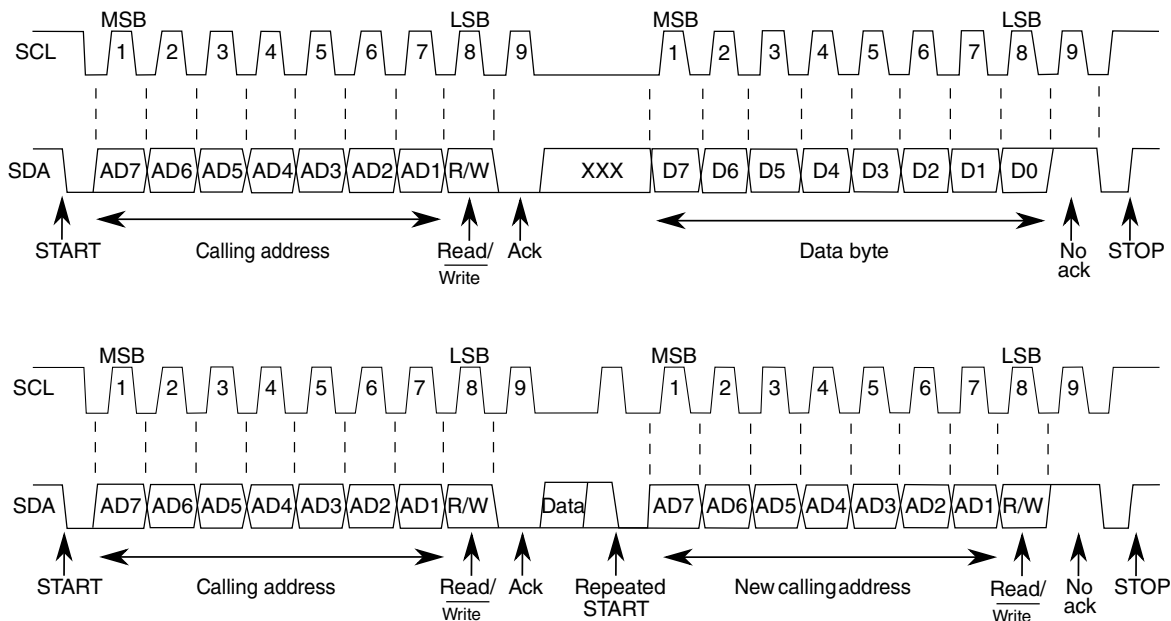 MSB LSB MSB LSB
SCL 1 2 3 4 5 6 7 8 9 1 2 3 4 5 6 7 8 9
SDA AD7 AD6 AD5 AD4 AD3 AD2 AD1 R/W XXX D7 D6 D5 D4 D3 D2 D1 D0
START Calling address Read/ Ack Data byte No STOP
Write ack
MSB LSB MSB LSB
SCL 1 2 3 4 5 6 7 8 9 1 2 3 4 5 6 7 8 9
SDA AD7 AD6 AD5 AD4 AD3 AD2 AD1 R/W Data AD7 AD6 AD5 AD4 AD3 AD2 AD1 R/W
START Calling address Read/ Ack Repeated New calling address Read/ No STOP
Write START Write ack